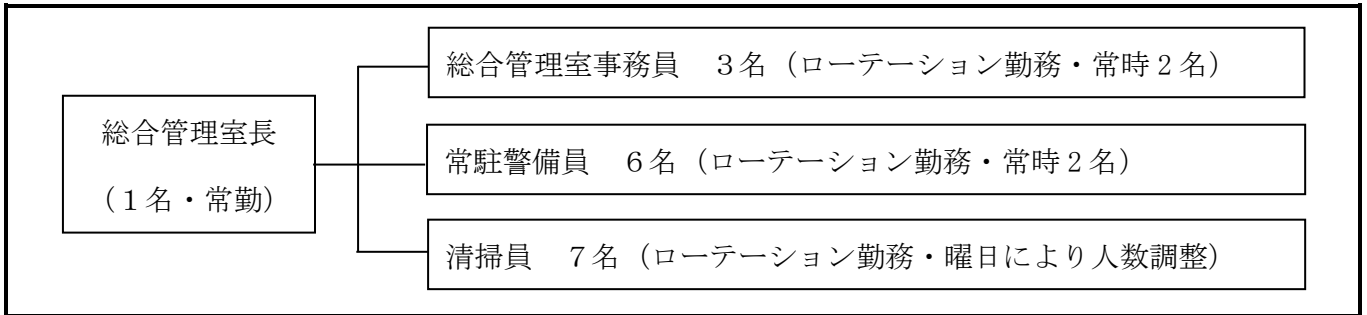 総合管理室長
(１名・常勤)
総合管理室事務員　３名（ローテーション勤務・常時２名）
常駐警備員　６名（ローテーション勤務・常時２名）
清掃員　７名（ローテーション勤務・曜日により人数調整）